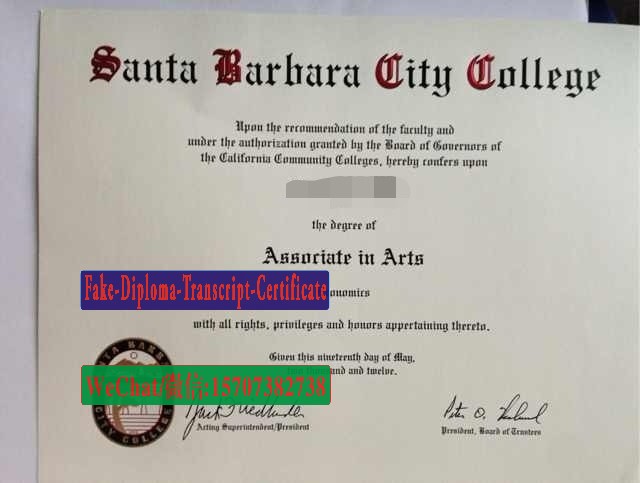 Santa Barbara City College
Upon the recommendation of the faculty and
under the authorization granted by the Board of Governors of
the California Community Colleges, hereby confers upon
the degree of
Associate in Arts
Fake-Diploma-Transcript-Certificate
onomics
with all rights, privileges and honors appertaining thereto.
Given this nineteenth day of May,
and twelve.
WeChat/微信:15707382738
CITY COLLEGE
Acting Superintendent/President
President, Board of Trustees